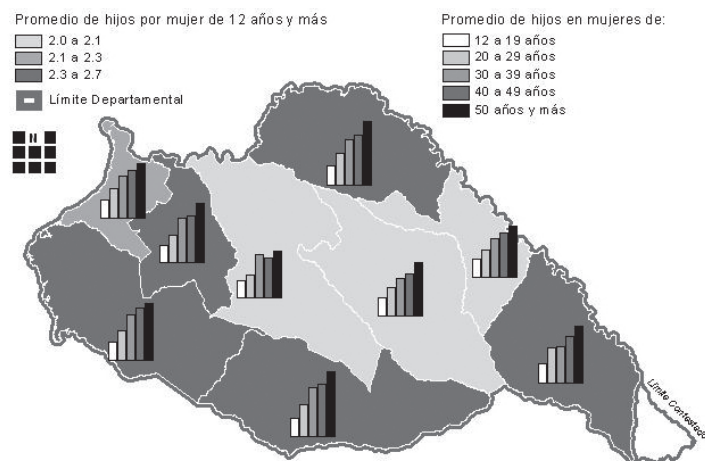 Promedio de hijos por mujer de 12 años y más
2.0 a 2.1
2.1 a 2.3
2.3 a 2.7
Límite Departamental
N
Promedio de hijos en mujeres de:
12 a 19 años
20 a 29 años
30 a 39 años
40 a 49 años
50 años y más
Límite Contestado